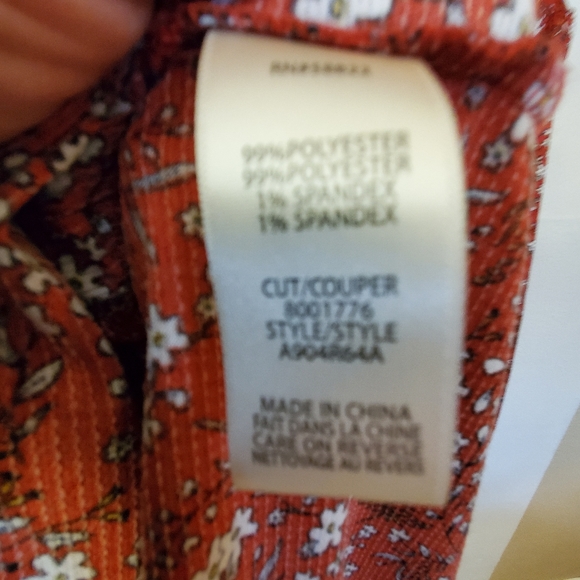 99% POLYESTER
99% POLYESTER
1% SPANDEX
1% SPANDEX
CUT/COUPER
8001776
STYLE/STYLE
A904R64A
MADE IN CHINA
FAIT DANS LA CHINE
CARE ON REVERSE
NETTOYAGE AU REVERS